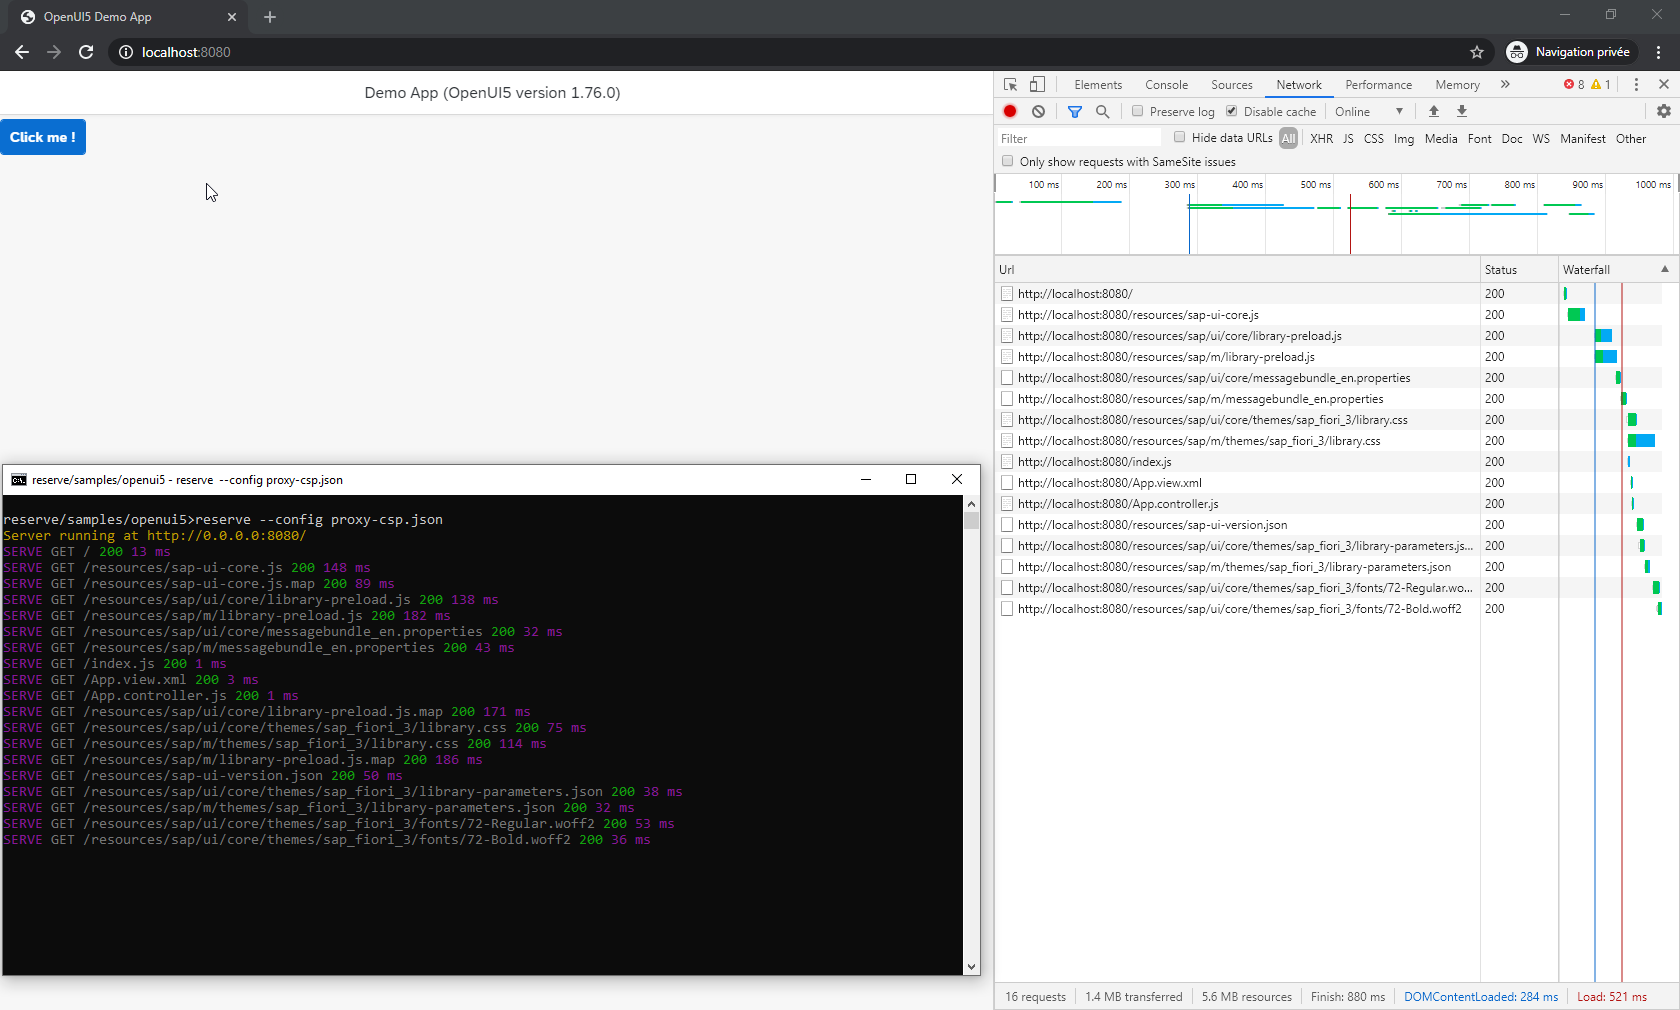 OpenUI5 Demo App
localhost:8080
Navigation privée
Demo App (OpenUI5 version 1.76.0)
Click me !
Elements Console Sources Network Performance Memory » 8 1
Preserve log Disable cache Online
Filter Hide data URLs All XHR JS CSS Img Media Font Doc WS Manifest Other
Only show requests with SameSite issues
100 ms 200 ms 300 ms 400 ms 500 ms 600 ms 700 ms 800 ms 900 ms 1000 ms
Url Status Waterfall
http://localhost:8080/ 200
http://localhost:8080/resources/sap-ui-core.js 200
http://localhost:8080/resources/sap/ui/core/library-preload.js 200
http://localhost:8080/resources/sap/m/library-preload.js 200
http://localhost:8080/resources/sap/ui/core/messagebundle_en.properties 200
http://localhost:8080/resources/sap/m/messagebundle_en.properties 200
http://localhost:8080/resources/sap/ui/core/themes/sap_fiori_3/library.css 200
http://localhost:8080/resources/sap/m/themes/sap_fiori_3/library.css 200
http://localhost:8080/index.js 200
http://localhost:8080/App.view.xml 200
http://localhost:8080/App.controller.js 200
http://localhost:8080/resources/sap-ui-version.json 200
http://localhost:8080/resources/sap/ui/core/themes/sap_fiori_3/library-parameters.js... 200
http://localhost:8080/resources/sap/m/themes/sap_fiori_3/library-parameters.json 200
http://localhost:8080/resources/sap/ui/core/themes/sap_fiori_3/fonts/72-Regular.wo... 200
http://localhost:8080/resources/sap/ui/core/themes/sap_fiori_3/fonts/72-Bold.woff2 200
16 requests 1.4 MB transferred 5.6 MB resources Finish: 880 ms DOMContentLoaded: 284 ms Load: 521 ms
reserve/samples/openui5 - reserve --config proxy-csp.json
reserve/samples/openui5>reserve --config proxy-csp.json
Server running at http://0.0.0.0:8080/
SERVE GET / 200 13 ms
SERVE GET /resources/sap-ui-core.js 200 148 ms
SERVE GET /resources/sap-ui-core.js.map 200 89 ms
SERVE GET /resources/sap/ui/core/library-preload.js 200 138 ms
SERVE GET /resources/sap/m/library-preload.js 200 182 ms
SERVE GET /resources/sap/ui/core/messagebundle_en.properties 200 32 ms
SERVE GET /resources/sap/m/messagebundle_en.properties 200 43 ms
SERVE GET /index.js 200 1 ms
SERVE GET /App.view.xml 200 3 ms
SERVE GET /App.controller.js 200 1 ms
SERVE GET /resources/sap/ui/core/library-preload.js.map 200 171 ms
SERVE GET /resources/sap/ui/core/themes/sap_fiori_3/library.css 200 75 ms
SERVE GET /resources/sap/m/themes/sap_fiori_3/library.css 200 114 ms
SERVE GET /resources/sap/m/library-preload.js.map 200 186 ms
SERVE GET /resources/sap-ui-version.json 200 50 ms
SERVE GET /resources/sap/ui/core/themes/sap_fiori_3/library-parameters.json 200 38 ms
SERVE GET /resources/sap/m/themes/sap_fiori_3/library-parameters.json 200 32 ms
SERVE GET /resources/sap/ui/core/themes/sap_fiori_3/fonts/72-Regular.woff2 200 53 ms
SERVE GET /resources/sap/ui/core/themes/sap_fiori_3/fonts/72-Bold.woff2 200 36 ms